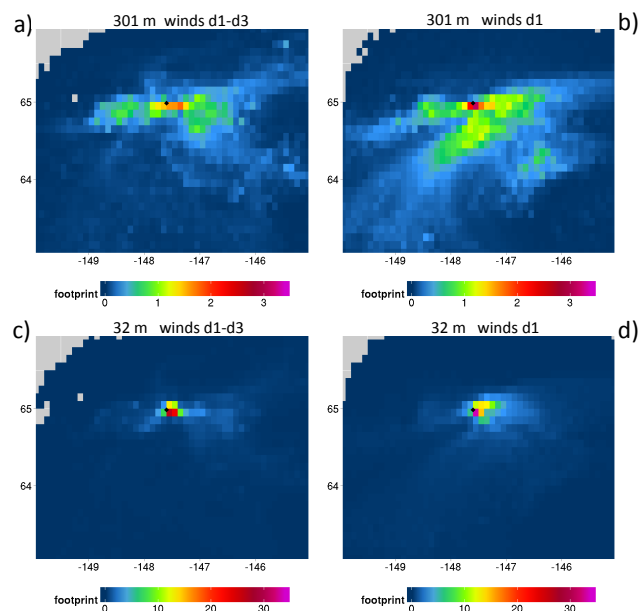 a) 301 m winds d1-d3
301 m winds d1 b)
65
64
65
64
-149 -148 -147 -146
-149 -148 -147 -146
footprint 0 1 2 3
footprint 0 1 2 3
c) 32 m winds d1-d3
32 m winds d1 d)
65
64
65
64
-149 -148 -147 -146
-149 -148 -147 -146
footprint 0 10 20 30
footprint 0 10 20 30